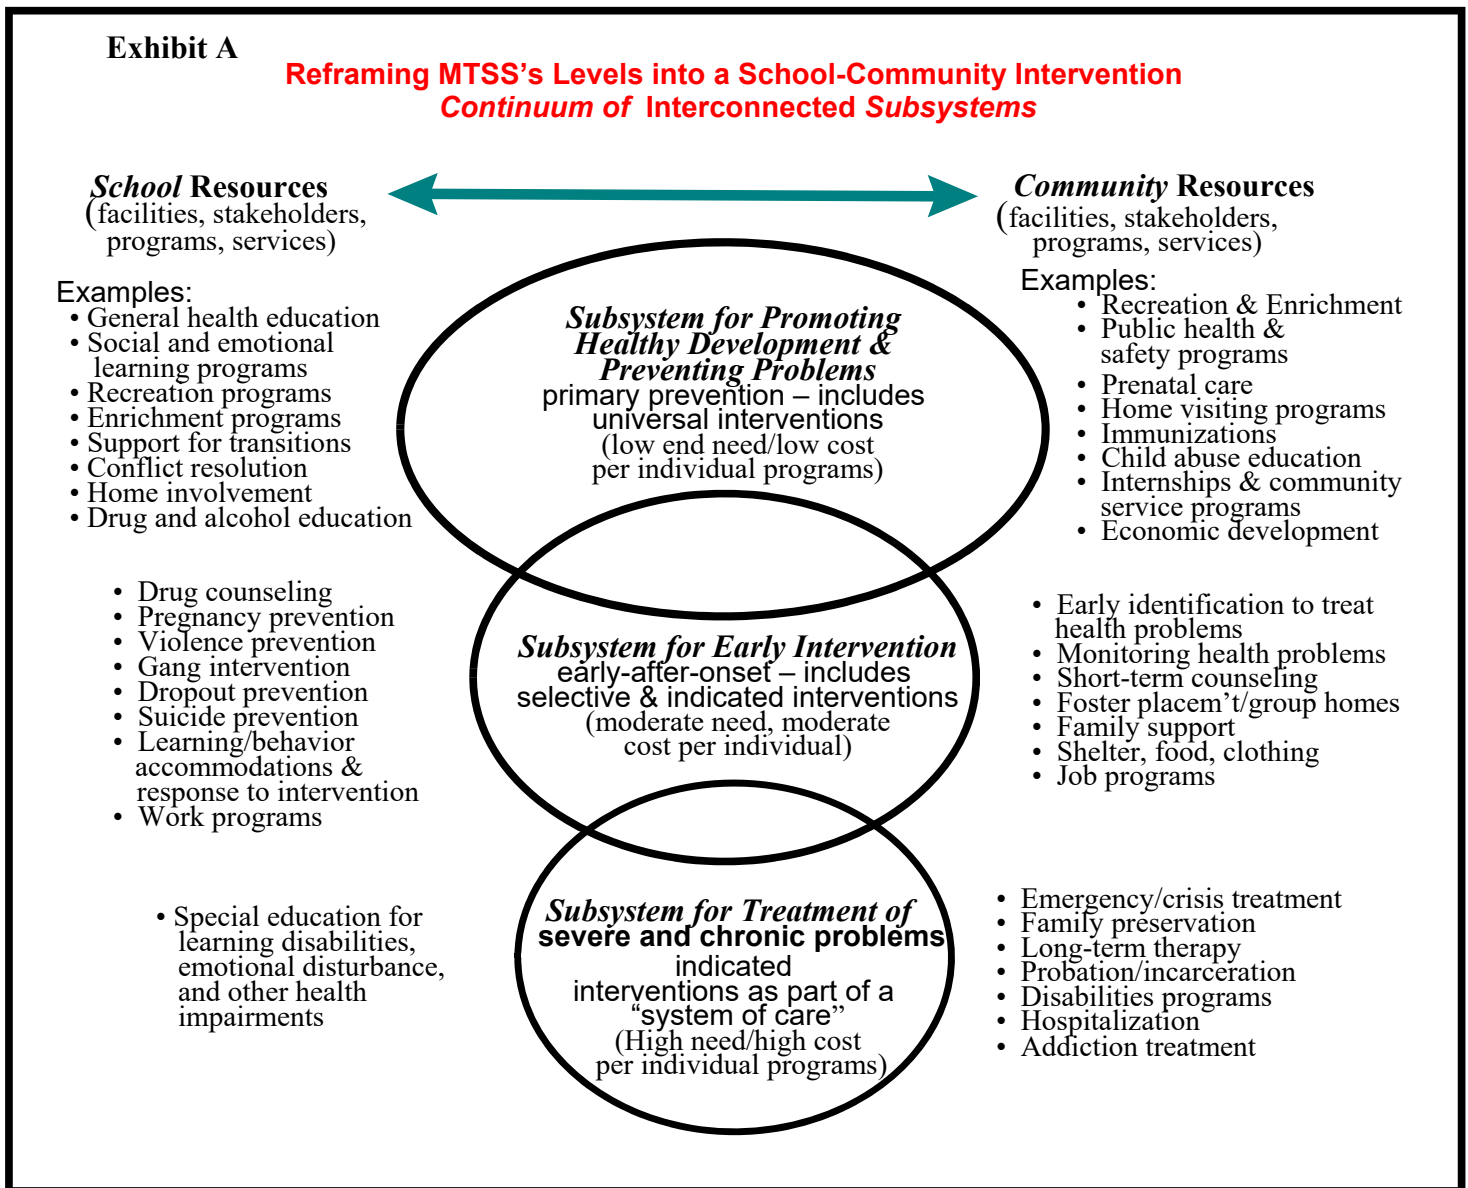 Exhibit A
Reframing MTSS's Levels into a School-Community Intervention
Continuum of Interconnected Subsystems
School Resources
(facilities, stakeholders,
programs, services)
Examples:
• General health education
• Social and emotional
learning programs
• Recreation programs
• Enrichment programs
• Support for transitions
• Conflict resolution
• Home involvement
• Drug and alcohol education
Subsystem for Promoting
Healthy Development &
Preventing Problems
primary prevention – includes
universal interventions
(low end need/low cost
per individual programs)
Community Resources
(facilities, stakeholders,
programs, services)
Examples:
• Recreation & Enrichment
• Public health &
safety programs
• Prenatal care
• Home visiting programs
• Immunizations
• Child abuse education
• Internships & community
service programs
• Economic development
• Drug counseling
• Pregnancy prevention
• Violence prevention
• Gang intervention
• Dropout prevention
• Suicide prevention
• Learning/behavior
accommodations &
response to intervention
• Work programs
Subsystem for Early Intervention
early-after-onset – includes
selective & indicated interventions
(moderate need, moderate
cost per individual)
• Early identification to treat
health problems
• Monitoring health problems
• Short-term counseling
• Foster placem't/group homes
• Family support
• Shelter, food, clothing
• Job programs
• Special education for
learning disabilities,
emotional disturbance,
and other health
impairments
Subsystem for Treatment of
severe and chronic problems
indicated
interventions as part of a
“system of care”
(High need/high cost
per individual programs)
• Emergency/crisis treatment
• Family preservation
• Long-term therapy
• Probation/incarceration
• Disabilities programs
• Hospitalization
• Addiction treatment